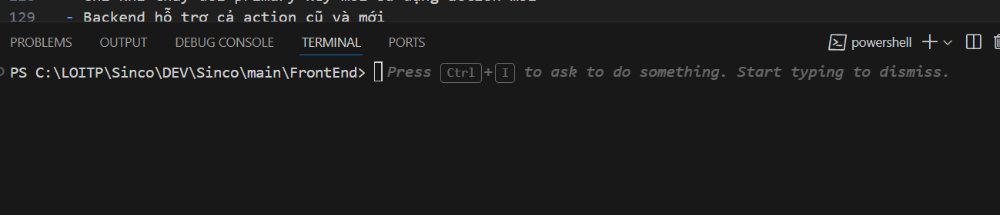 129 - Backend hỗ trợ cả action cũ và mới
PROBLEMS OUTPUT DEBUG CONSOLE TERMINAL PORTS powershell
PS C:\LOITP\Sinco\DEV\Sinco\main\FrontEnd> Press Ctrl+I to ask to do something. Start typing to dismiss.